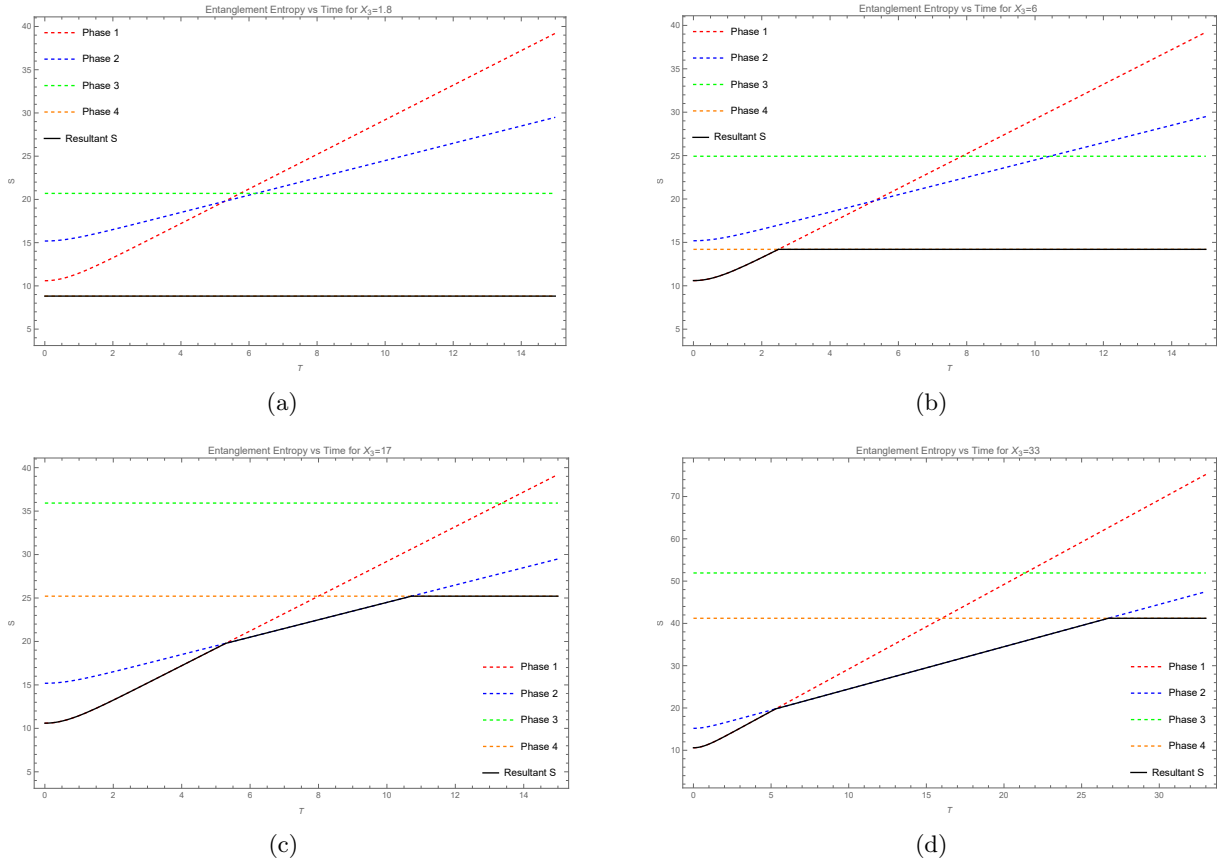 Entanglement Entropy vs Time for X₃=1.8
40
35
30
25
20
15
10
5
S
0
2
4
6
8
10
12
14
T
Phase 1
Phase 2
Phase 3
Phase 4
Resultant S
(a)
Entanglement Entropy vs Time for X₃=6
40
35
30
25
20
15
10
5
S
0
2
4
6
8
10
12
14
T
Phase 1
Phase 2
Phase 3
Phase 4
Resultant S
(b)
Entanglement Entropy vs Time for X₃=17
40
35
30
25
20
15
10
5
S
0
2
4
6
8
10
12
14
T
Phase 1
Phase 2
Phase 3
Phase 4
Resultant S
(c)
Entanglement Entropy vs Time for X₃=33
70
60
50
40
30
20
10
S
0
5
10
15
20
25
30
T
Phase 1
Phase 2
Phase 3
Phase 4
Resultant S
(d)